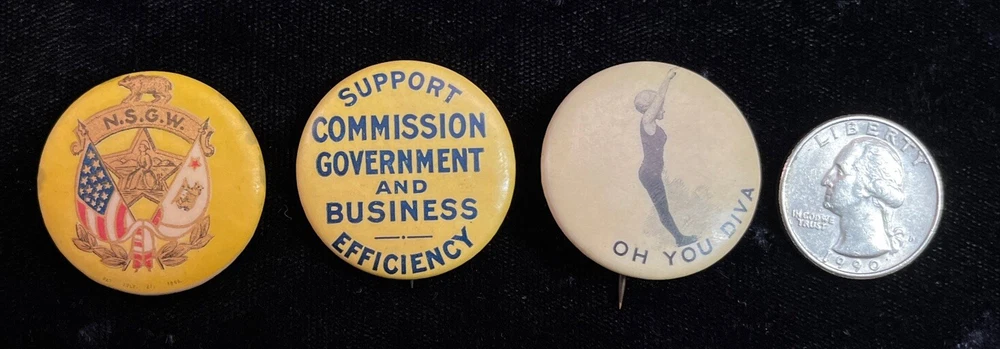 N.S.G.W.
SUPPORT
COMMISSION
GOVERNMENT
AND
BUSINESS
EFFICIENCY
OH YOU DIVA
LIBERTY
IN GOD WE
TRUST
1990